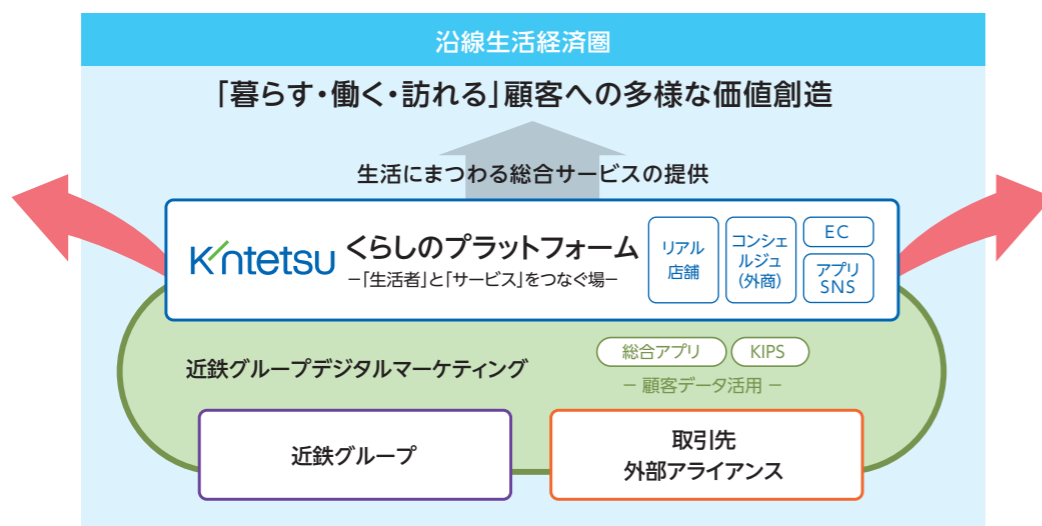 沿線生活経済圏
「暮らす・働く・訪れる」顧客への多様な価値創造
生活にまつわる総合サービスの提供
Kintetsu
くらしのプラットフォーム
−「生活者」と「サービス」をつなぐ場−
リアル
店舗
コンシェ
ルジュ
(外商)
EC
アプリ
SNS
近鉄グループデジタルマーケティング
総合アプリ
KIPS
− 顧客データ活用 −
近鉄グループ
取引先
外部アライアンス